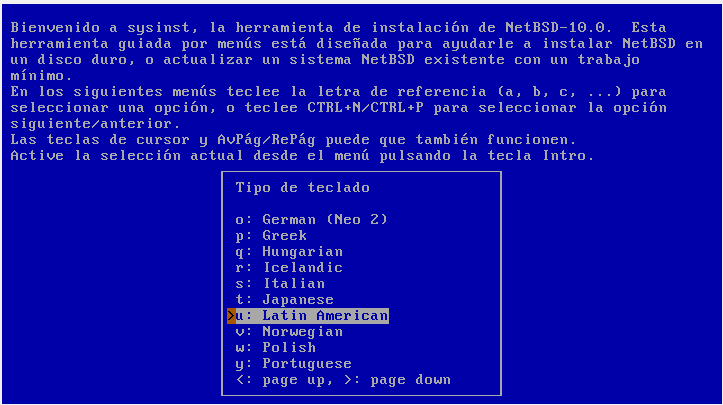 Bienvenido a sysinst, la herramienta de instalación de NetBSD-10.0.  Esta
herramienta guiada por menús está diseñada para ayudarle a instalar NetBSD en
un disco duro, o actualizar un sistema NetBSD existente con un trabajo
mínimo.
En los siguientes menús teclee la letra de referencia (a, b, c, ...) para
seleccionar una opción, o teclee CTRL+N/CTRL+P para seleccionar la opción
siguiente/anterior.
Las teclas de cursor y AvPág/RePág puede que también funcionen.
Active la selección actual desde el menú pulsando la tecla Intro.
Tipo de teclado
o: German (Neo 2)
p: Greek
q: Hungarian
r: Icelandic
s: Italian
t: Japanese
>u: Latin American
v: Norwegian
w: Polish
y: Portuguese
<: page up, >: page down